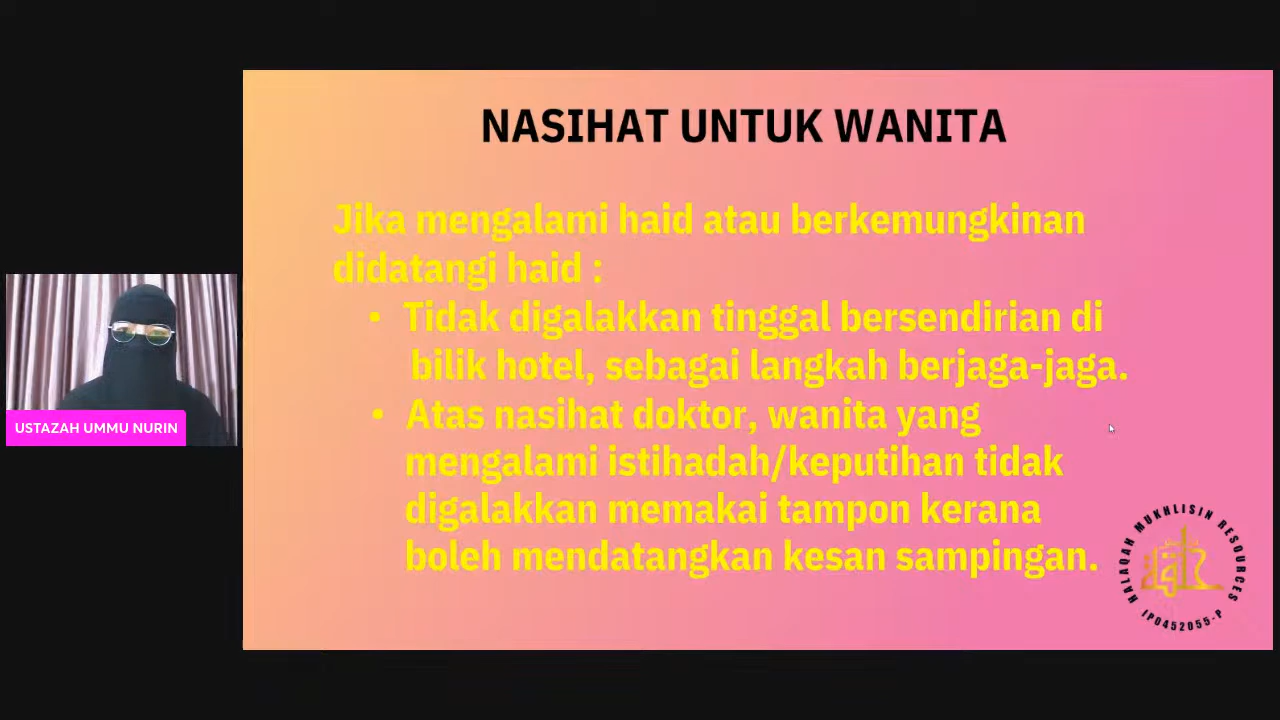 NASIHAT UNTUK WANITA
Jika mengalami haid atau berkemungkinan
didatangi haid :
• Tidak digalakkan tinggal bersendirian di
bilik hotel, sebagai langkah berjaga-jaga.
• Atas nasihat doktor, wanita yang
mengalami istihadah/keputihan tidak
digalakkan memakai tampon kerana
boleh mendatangkan kesan sampingan.
USTAZAH UMMU NURIN
HALAQAH MUKHLISIN RESOURCES
IP0452055-P